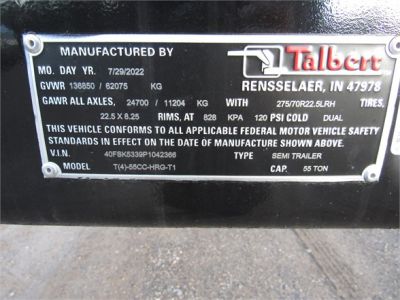 MANUFACTURED BY Talbert
RENSSELAER, IN 47978
MO. DAY YR. 7/29/2022
GVWR 136850 / 62075 KG
GAWR ALL AXLES, 24700 / 11204 KG WITH 275/70R22.5LRH TIRES,
22.5 X 8.25 RIMS, AT 828 KPA 120 PSI COLD DUAL
THIS VEHICLE CONFORMS TO ALL APPLICABLE FEDERAL MOTOR VEHICLE SAFETY
STANDARDS IN EFFECT ON THE DATE OF MANUFACTURE SHOWN ABOVE.
V.I.N. 40FSK5339P1042366 TYPE SEMI TRAILER
MODEL T(4)-55CC-HRG-T1 CAP. 55 TON